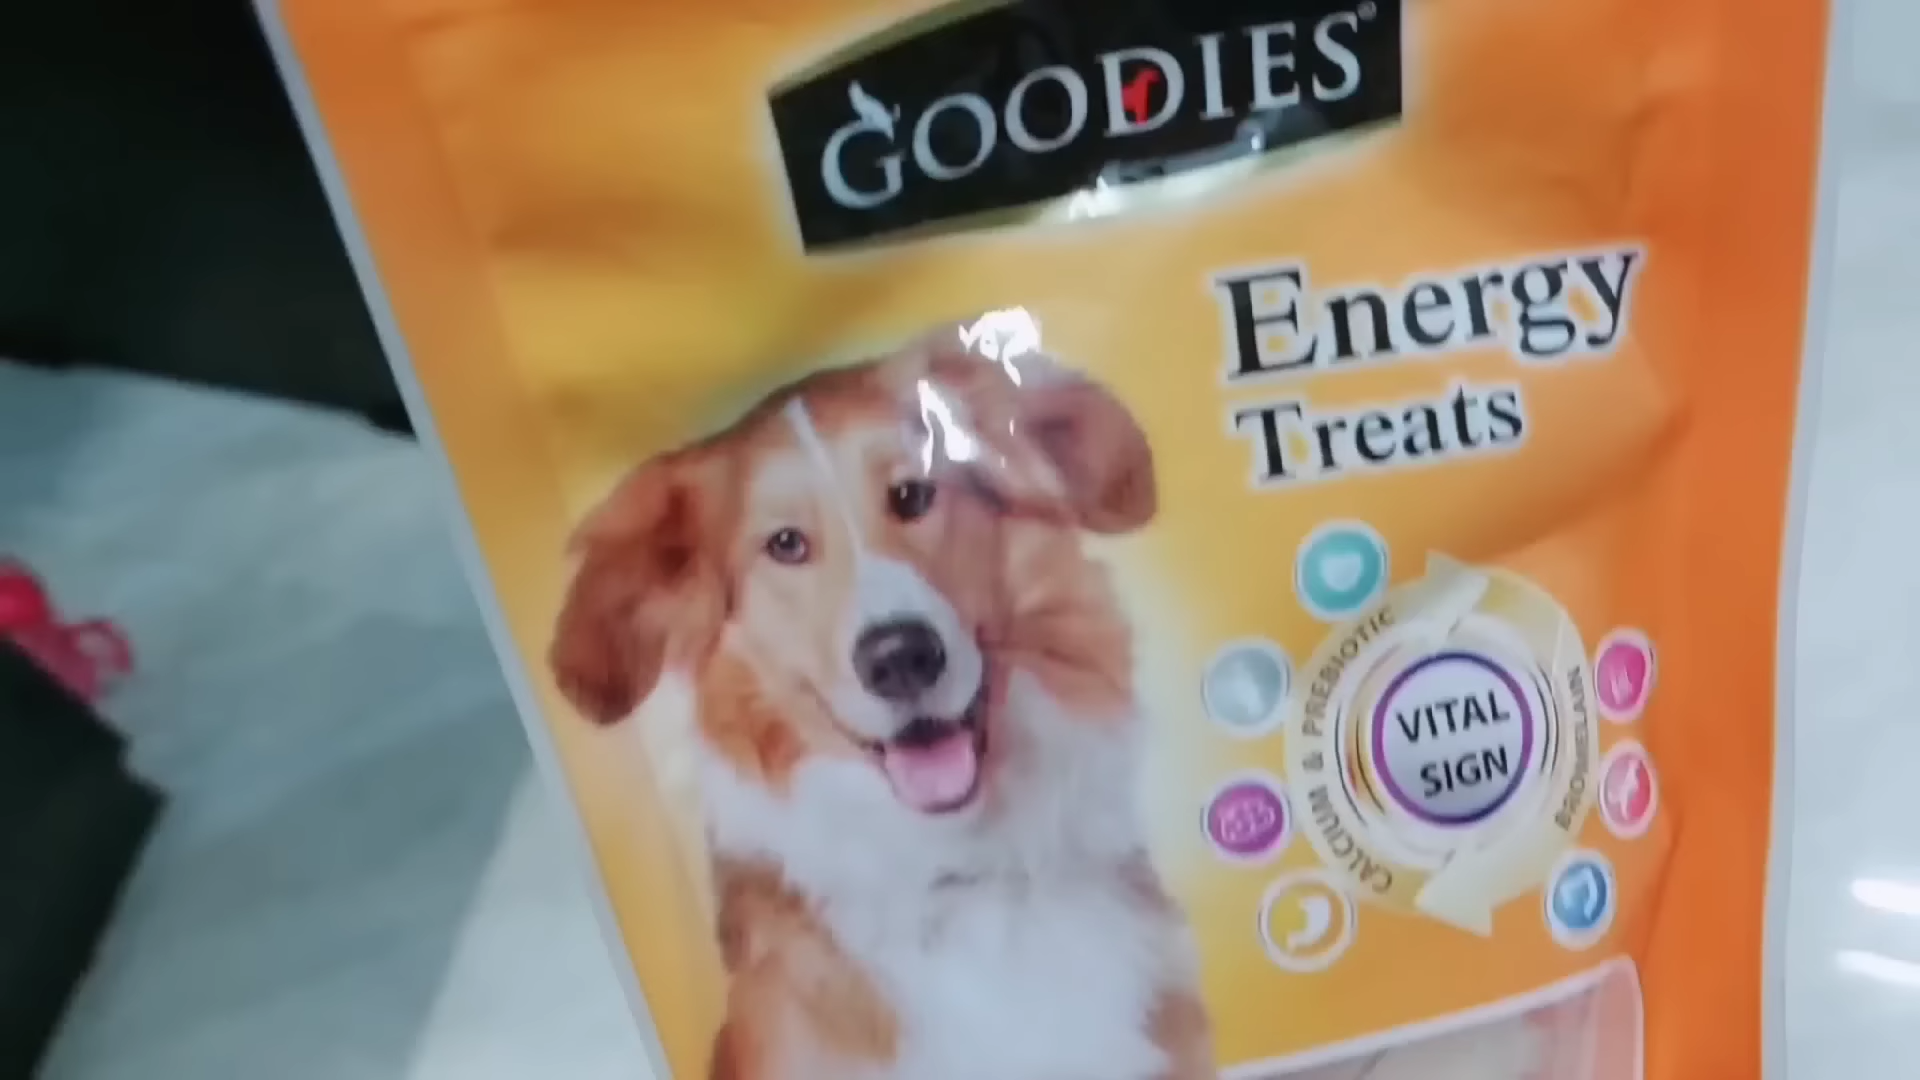 GOODIES®
Energy
Treats
CALCIUM & PREBIOTIC
BROMELAIN
VITAL
SIGN